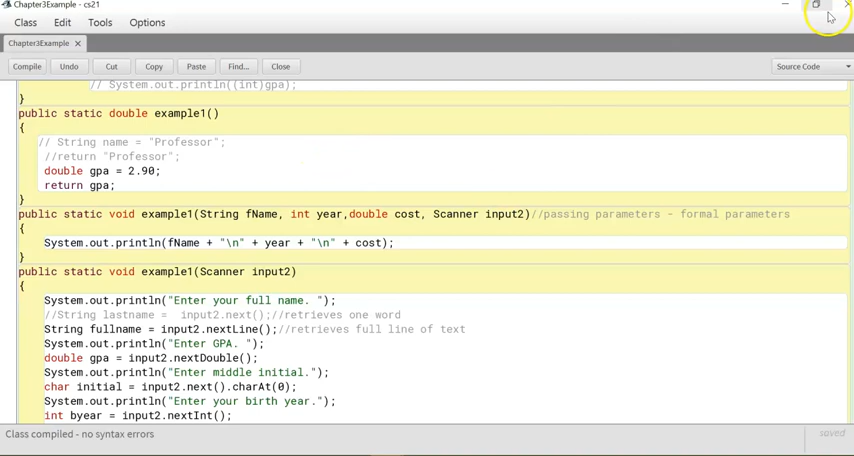 Chapter3Example - cs21
Class Edit Tools Options
Chapter3Example X
Compile Undo Cut Copy Paste Find... Close Source Code
// System.out.println((int)gpa);
}
public static double example1()
{
// String name = "Professor";
//return "Professor";
double gpa = 2.90;
return gpa;
}
public static void example1(String fName, int year,double cost, Scanner input2)//passing parameters - formal parameters
{
System.out.println(fName + "\n" + year + "\n" + cost);
}
public static void example1(Scanner input2)
{
System.out.println("Enter your full name. ");
//String lastname =  input2.next();//retrieves one word
String fullname = input2.nextLine();//retrieves full line of text
System.out.println("Enter GPA. ");
double gpa = input2.nextDouble();
System.out.println("Enter middle initial.");
char initial = input2.next().charAt(0);
System.out.println("Enter your birth year.");
int byear = input2.nextInt();
Class compiled - no syntax errors saved